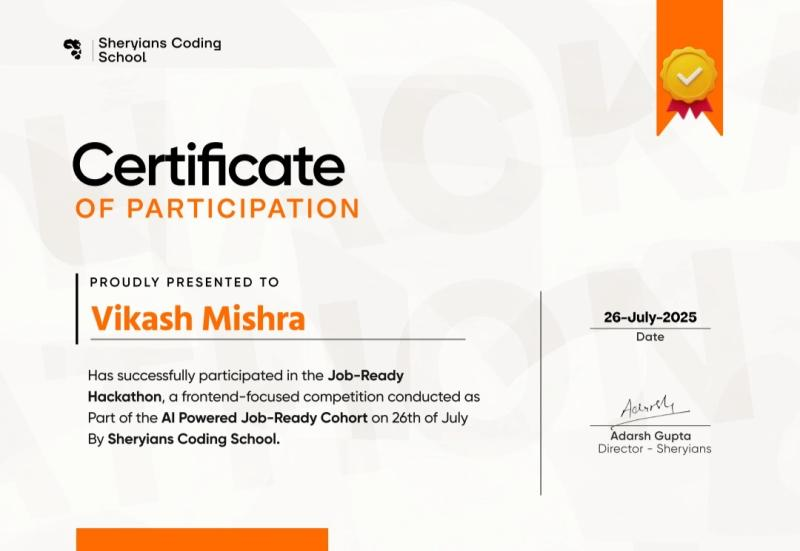 Sheryians Coding
School
Certificate
OF PARTICIPATION
PROUDLY PRESENTED TO
Vikash Mishra
Has successfully participated in the Job-Ready
Hackathon, a frontend-focused competition conducted as
Part of the AI Powered Job-Ready Cohort on 26th of July
By Sheryians Coding School.
26-July-2025
Date
Adarsh
Adarsh Gupta
Director - Sheryians
HACKA
ATHION